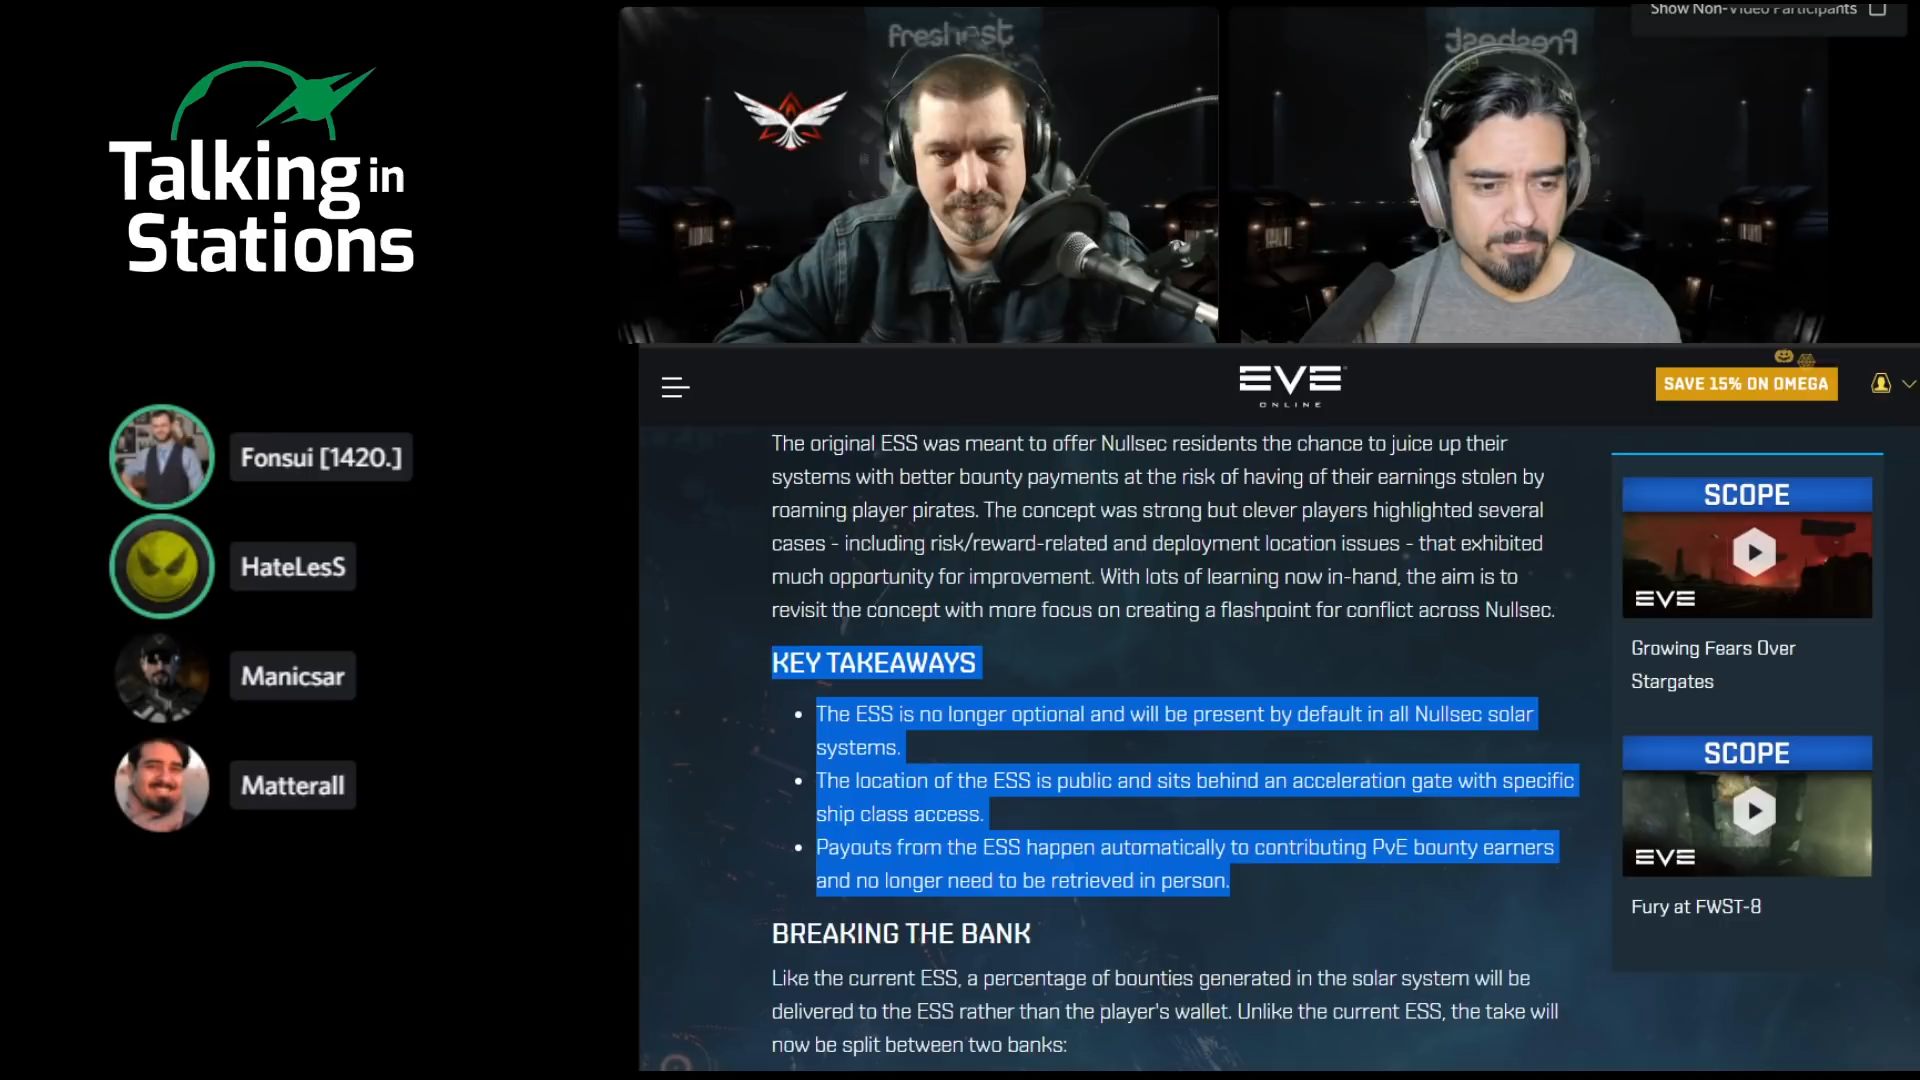 Talking in
Stations
Fonsui [1420.]
HateLesS
Manicsar
Matterall
freshest
Freshest
Show Non-Video Participants
EVE
ONLINE
SAVE 15% ON OMEGA
The original ESS was meant to offer Nullsec residents the chance to juice up their
systems with better bounty payments at the risk of having of their earnings stolen by
roaming player pirates. The concept was strong but clever players highlighted several
cases - including risk/reward-related and deployment location issues - that exhibited
much opportunity for improvement. With lots of learning now in-hand, the aim is to
revisit the concept with more focus on creating a flashpoint for conflict across Nullsec.
KEY TAKEAWAYS
• The ESS is no longer optional and will be present by default in all Nullsec solar
systems.
• The location of the ESS is public and sits behind an acceleration gate with specific
ship class access.
• Payouts from the ESS happen automatically to contributing PvE bounty earners
and no longer need to be retrieved in person.
BREAKING THE BANK
Like the current ESS, a percentage of bounties generated in the solar system will be
delivered to the ESS rather than the player's wallet. Unlike the current ESS, the take will
now be split between two banks:
SCOPE
EVE
Growing Fears Over
Stargates
SCOPE
EVE
Fury at FWST-8